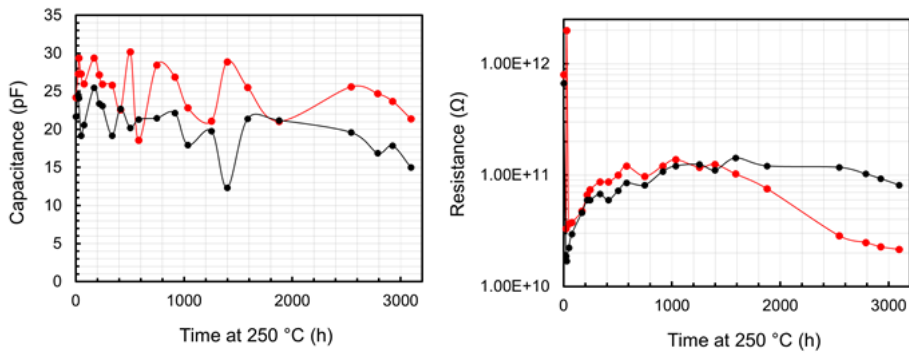 35
30
25
20
15
10
5
0
Capacitance (pF)
0 1000 2000 3000
Time at 250 °C (h)
1.00E+12
1.00E+11
1.00E+10
Resistance (Ω)
0 1000 2000 3000
Time at 250 °C (h)